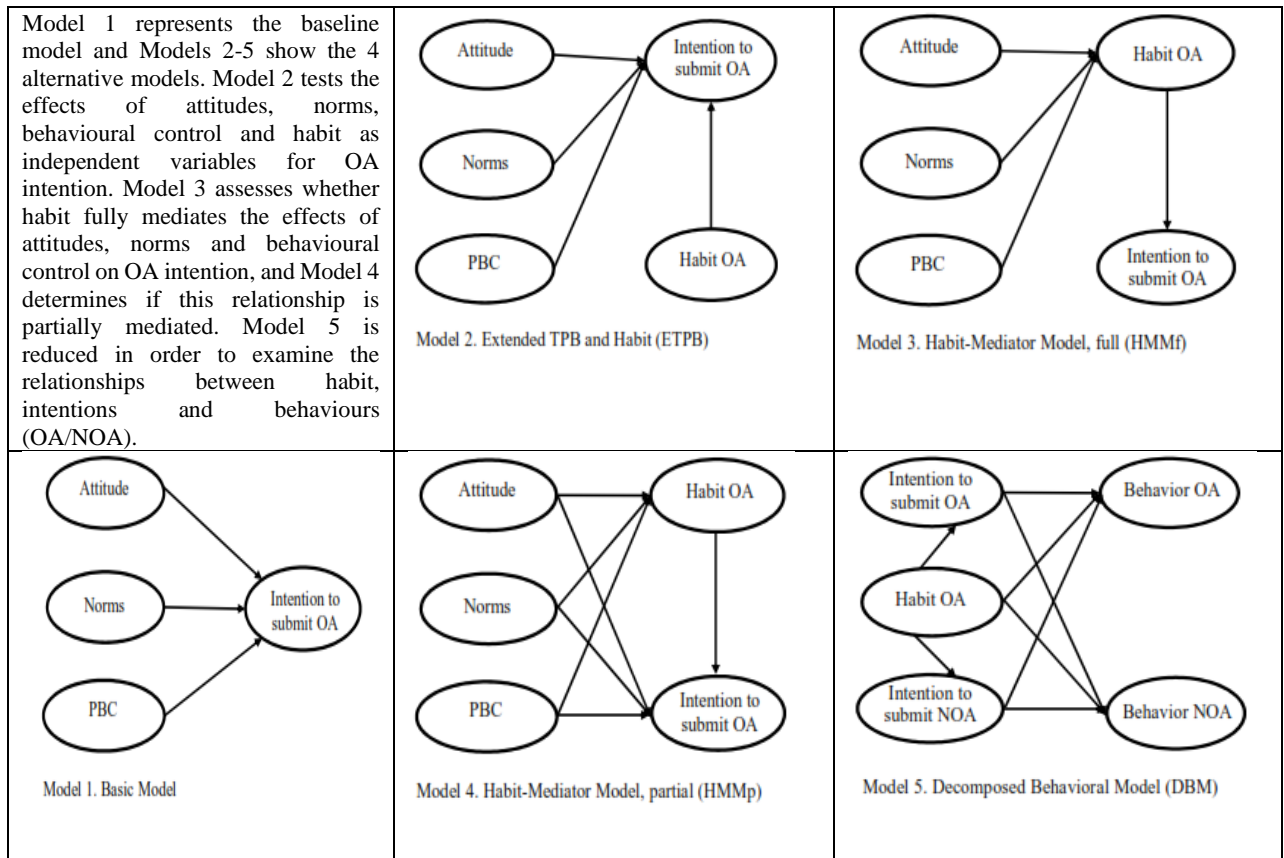 Model 1 represents the baseline
model and Models 2-5 show the 4
alternative models. Model 2 tests the
effects of attitudes, norms,
behavioural control and habit as
independent variables for OA
intention. Model 3 assesses whether
habit fully mediates the effects of
attitudes, norms and behavioural
control on OA intention, and Model 4
determines if this relationship is
partially mediated. Model 5 is
reduced in order to examine the
relationships between habit,
intentions and behaviours
(OA/NOA).
Attitude
Intention to
submit OA
Norms
PBC
Habit OA
Model 2. Extended TPB and Habit (ETPB)
Attitude
Habit OA
Norms
PBC
Intention to
submit OA
Model 3. Habit-Mediator Model, full (HMMf)
Attitude
Norms
Intention to
submit OA
PBC
Model 1. Basic Model
Attitude
Habit OA
Norms
PBC
Intention to
submit OA
Model 4. Habit-Mediator Model, partial (HMMp)
Intention to
submit OA
Behavior OA
Habit OA
Intention to
submit NOA
Behavior NOA
Model 5. Decomposed Behavioral Model (DBM)